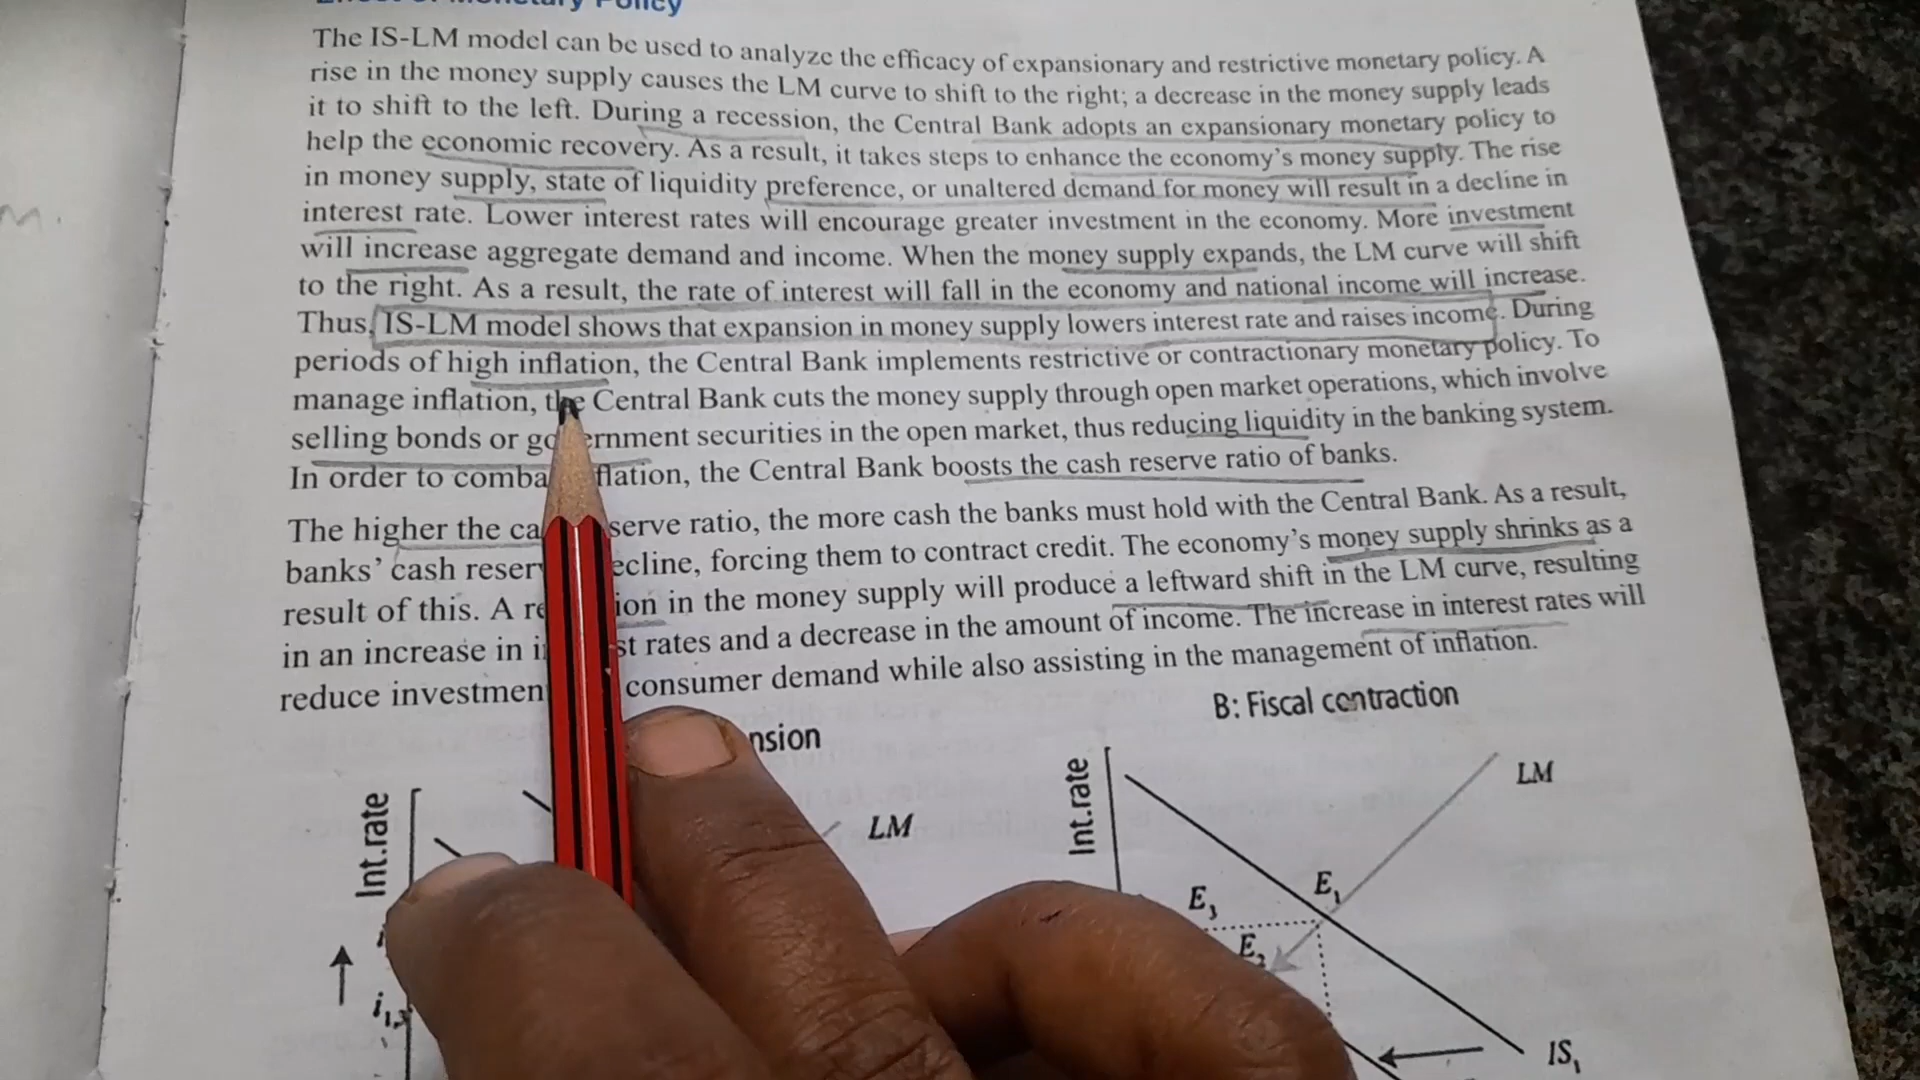 Effect of Monetary Policy
The IS-LM model can be used to analyze the efficacy of expansionary and restrictive monetary policy. A
rise in the money supply causes the LM curve to shift to the right; a decrease in the money supply leads
it to shift to the left. During a recession, the Central Bank adopts an expansionary monetary policy to
help the economic recovery. As a result, it takes steps to enhance the economy's money supply. The rise
in money supply, state of liquidity preference, or unaltered demand for money will result in a decline in
interest rate. Lower interest rates will encourage greater investment in the economy. More investment
will increase aggregate demand and income. When the money supply expands, the LM curve will shift
to the right. As a result, the rate of interest will fall in the economy and national income will increase.
Thus, IS-LM model shows that expansion in money supply lowers interest rate and raises income. During
periods of high inflation, the Central Bank implements restrictive or contractionary monetary policy. To
manage inflation, the Central Bank cuts the money supply through open market operations, which involve
selling bonds or go ernment securities in the open market, thus reducing liquidity in the banking system.
In order to comba flation, the Central Bank boosts the cash reserve ratio of banks.
The higher the ca serve ratio, the more cash the banks must hold with the Central Bank. As a result,
banks' cash reser ecline, forcing them to contract credit. The economy's money supply shrinks as a
result of this. A re ion in the money supply will produce a leftward shift in the LM curve, resulting
in an increase in i st rates and a decrease in the amount of income. The increase in interest rates will
reduce investmen consumer demand while also assisting in the management of inflation.
nsion
B: Fiscal contraction
Int.rate
LM
i₁
Int.rate
LM
E₃
E₁
E₂
IS₁